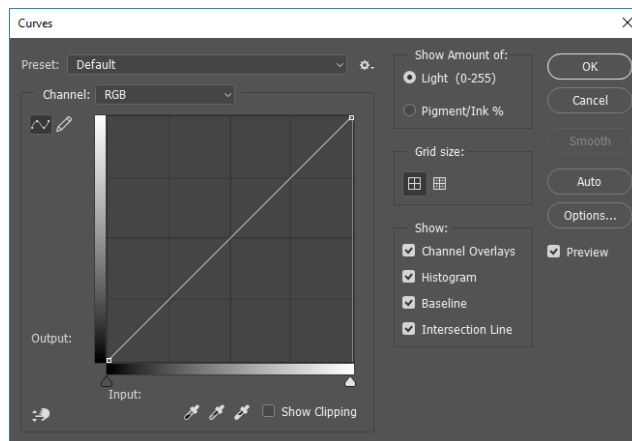 Curves
Preset: Default
Channel: RGB
Output:
Input:
Show Clipping
Show Amount of:
Light (0-255)
Pigment/Ink %
Grid size:
Show:
Channel Overlays
Histogram
Baseline
Intersection Line
OK
Cancel
Smooth
Auto
Options...
Preview